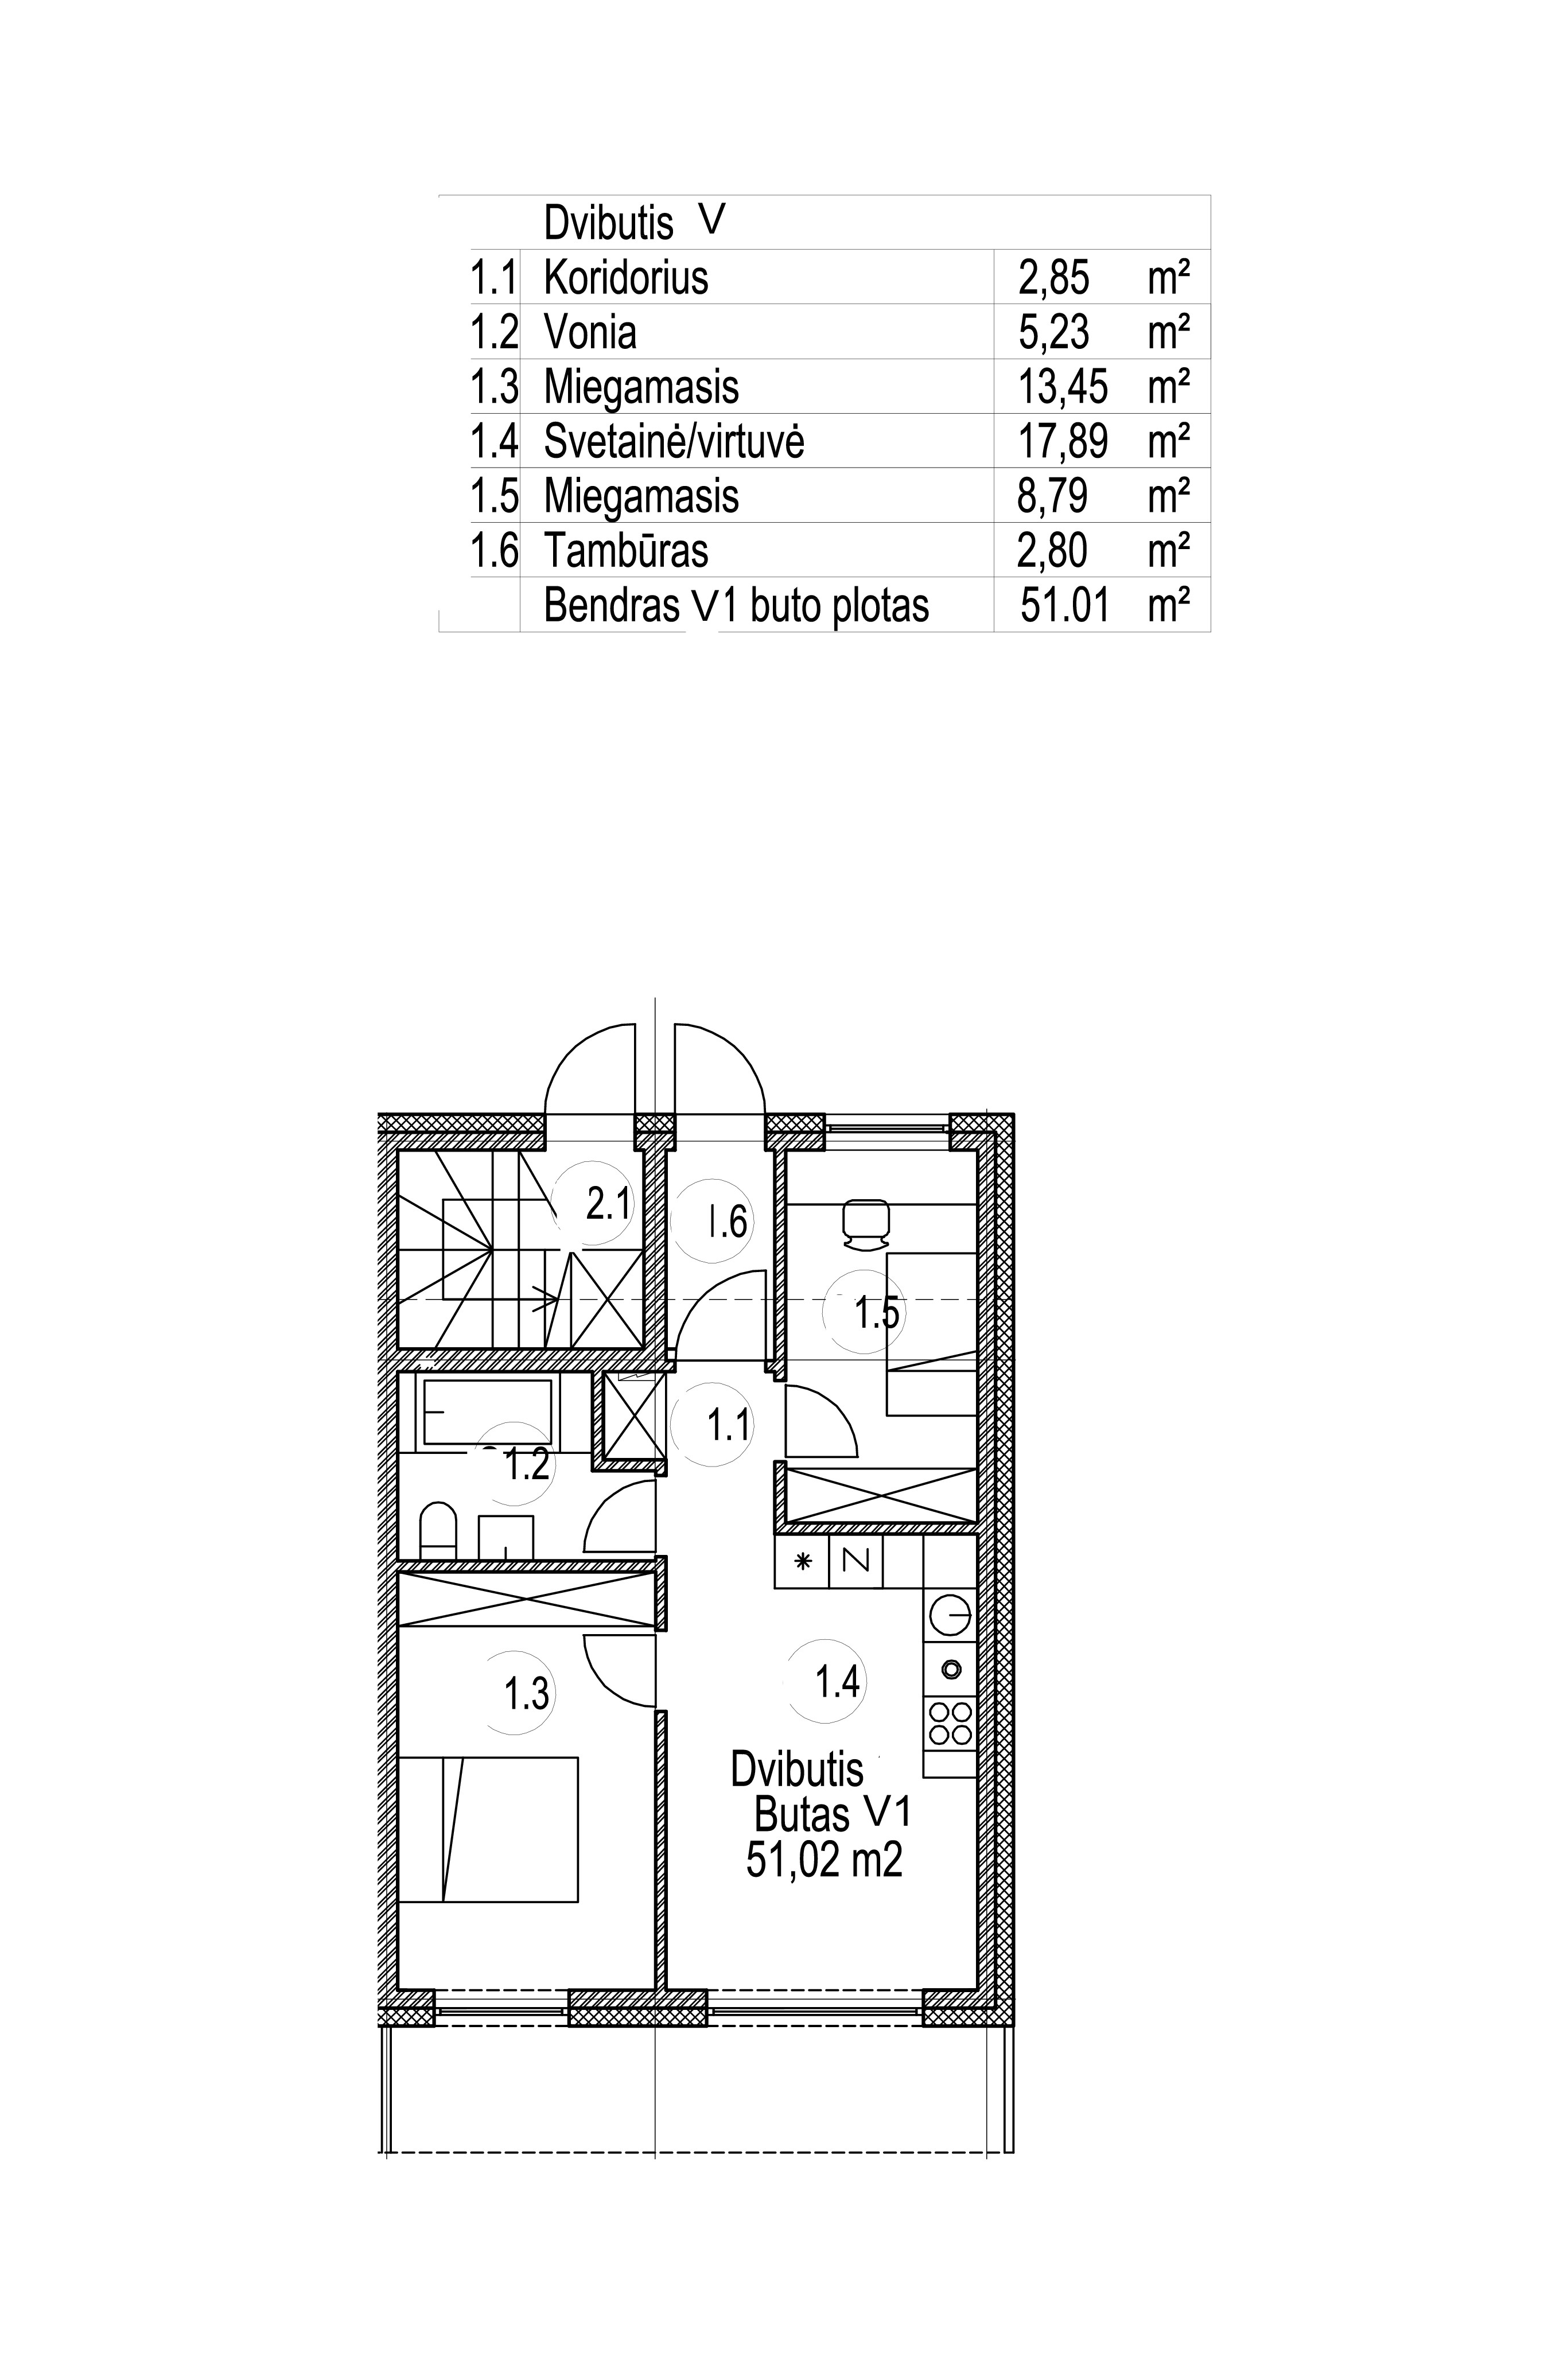 Dvibutis V
1.1 Koridorius 2,85 m²
1.2 Vonia 5,23 m²
1.3 Miegamasis 13,45 m²
1.4 Svetainė/virtuvė 17,89 m²
1.5 Miegamasis 8,79 m²
1.6 Tambūras 2,80 m²
Bendras V1 buto plotas 51.01 m²
2.1
1.6
1.5
1.1
1.2
1.3
1.4
Dvibutis
Butas V1
51,02 m2